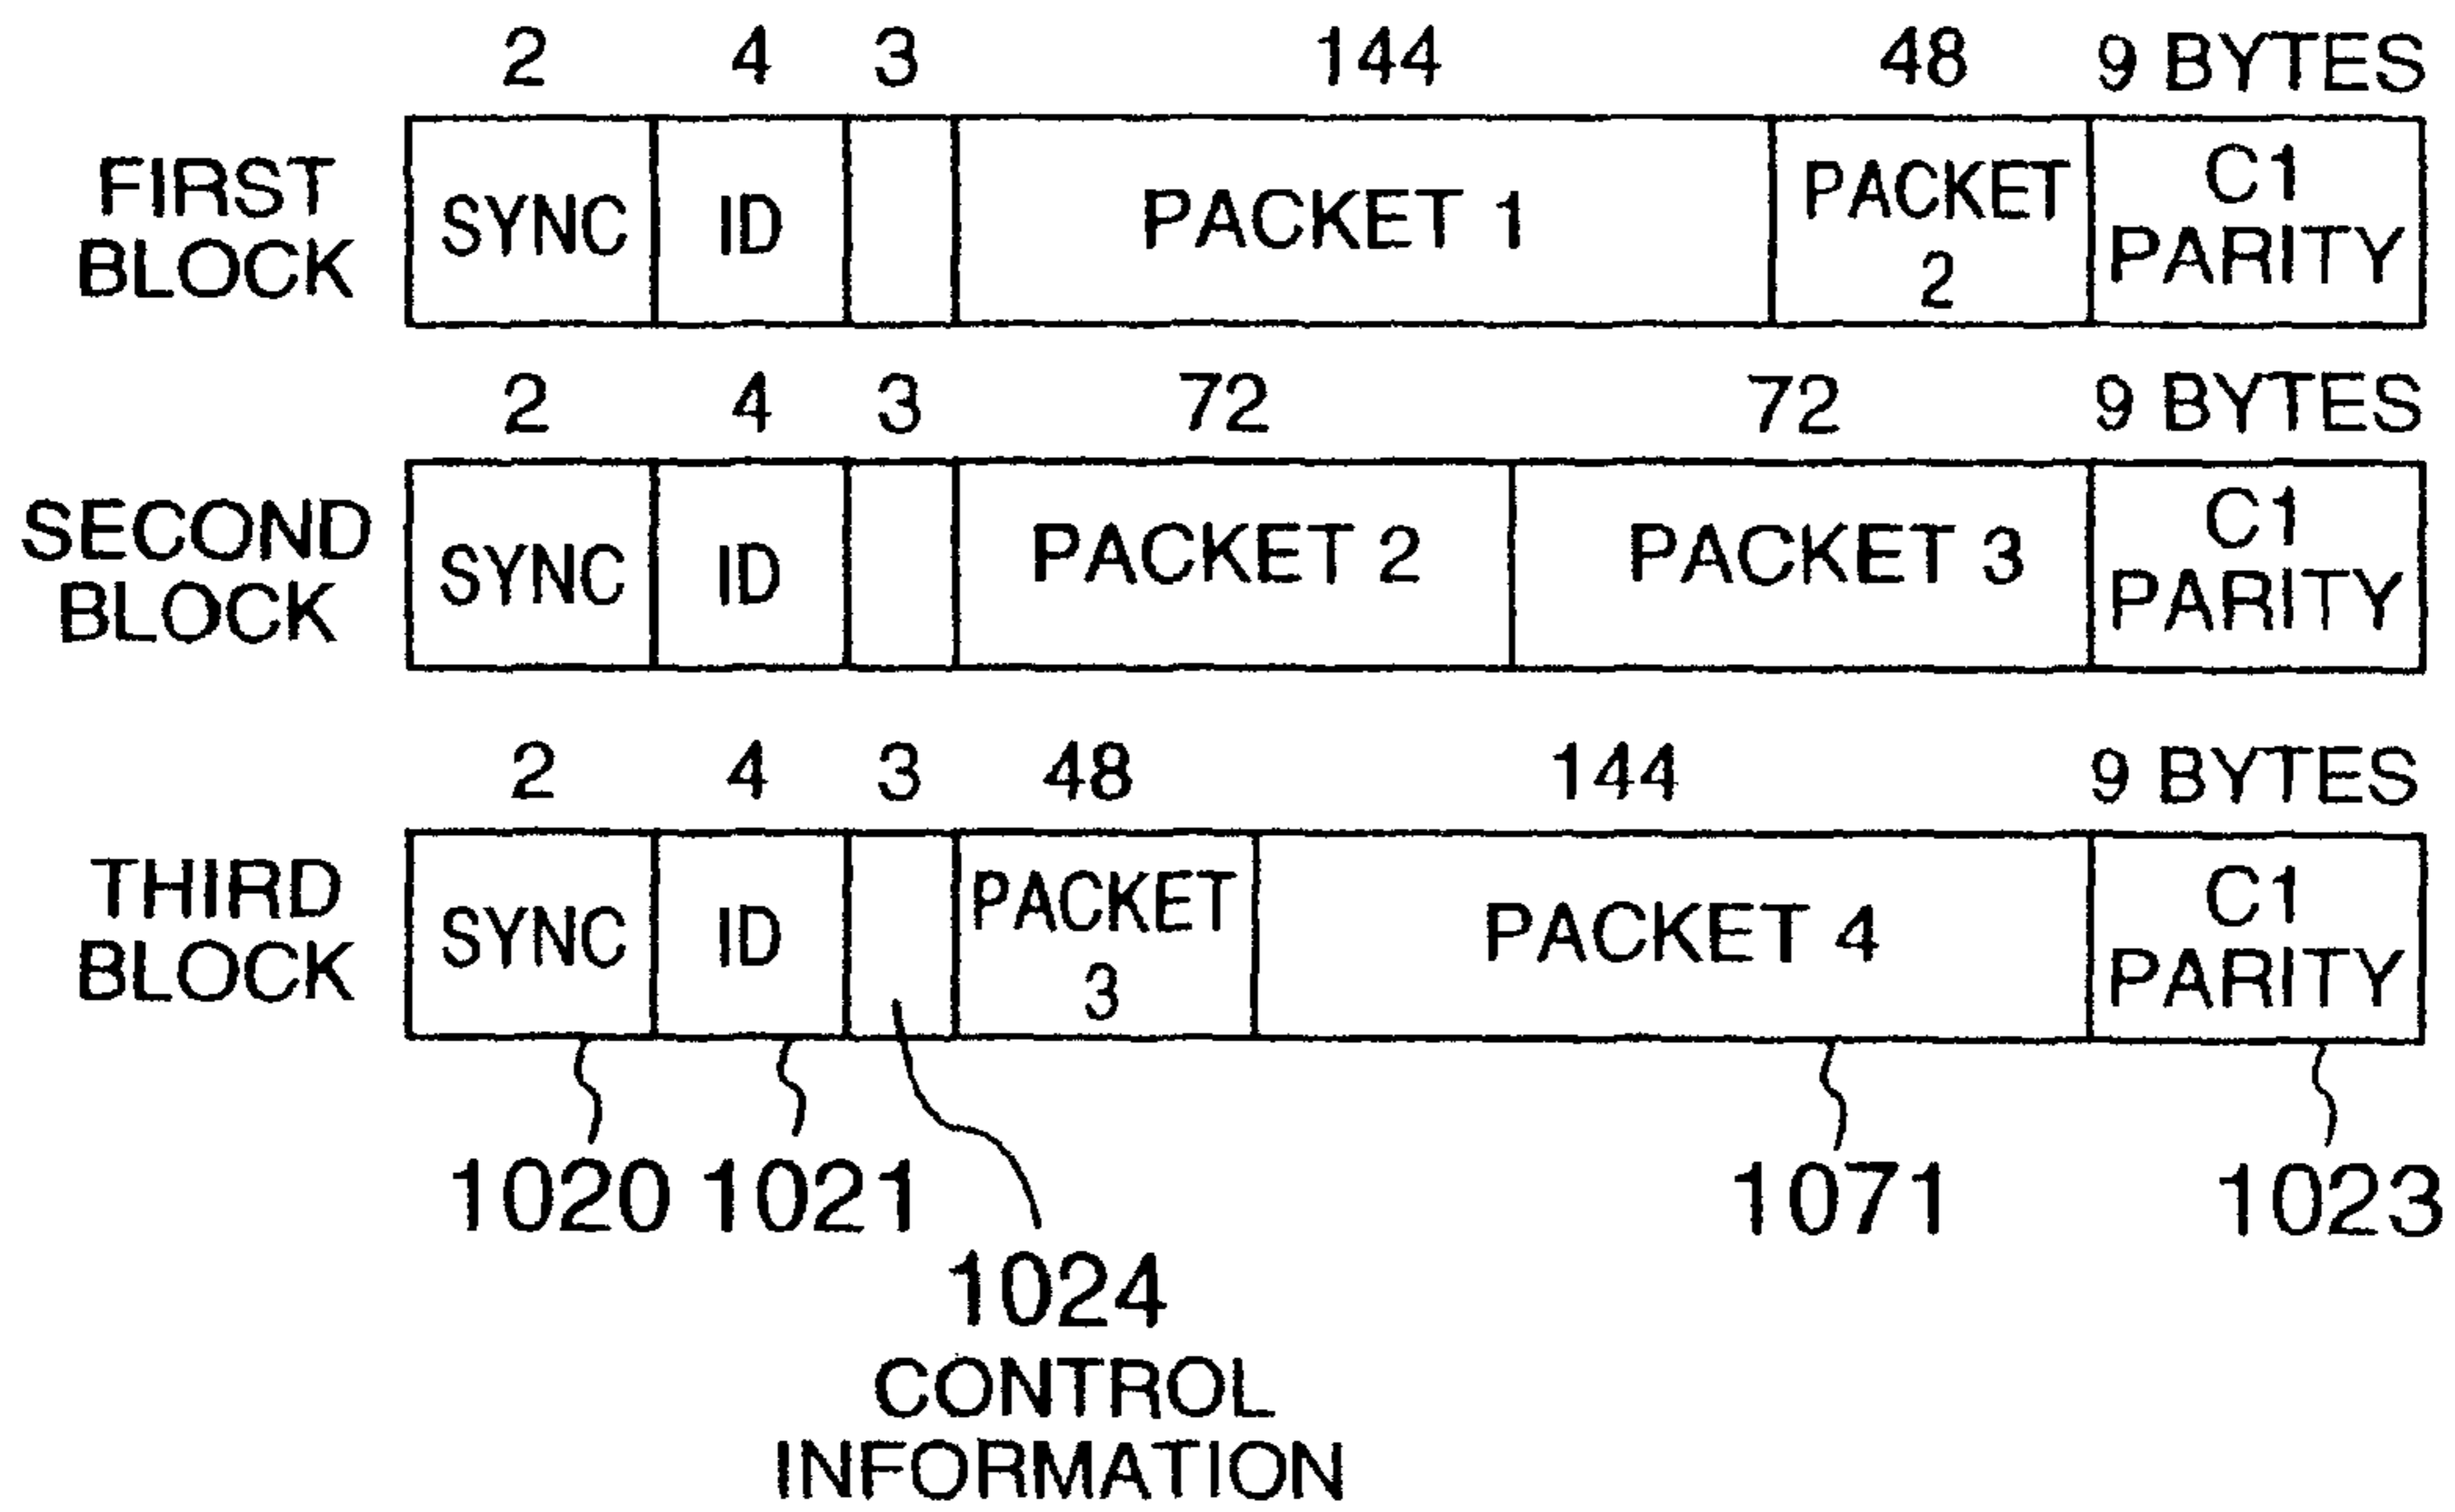 2 4 3 144 48 9 BYTES
FIRST
BLOCK
SYNC ID PACKET 1 PACKET
2
C1
PARITY
2 4 3 72 72 9 BYTES
SECOND
BLOCK
SYNC ID PACKET 2 PACKET 3 C1
PARITY
2 4 3 48 144 9 BYTES
THIRD
BLOCK
SYNC ID PACKET
3
PACKET 4 C1
PARITY
1020 1021 1071 1023
1024
CONTROL
INFORMATION